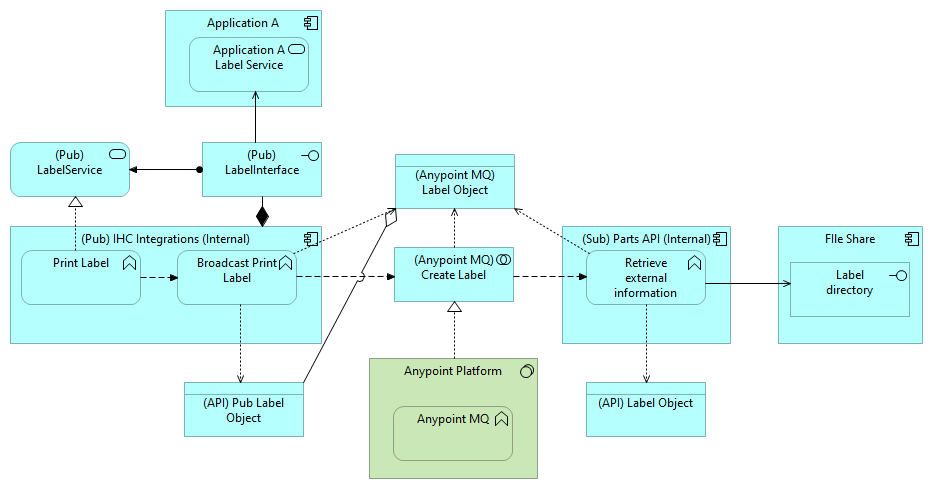 Application A
Application A
Label Service
(Pub)
LabelService
(Pub)
LabelInterface
(Anypoint MQ)
Label Object
(Pub) IHC Integrations (Internal)
Print Label
Broadcast Print
Label
(Anypoint MQ)
Create Label
(Sub) Parts API (Internal)
Retrieve
external
information
FIle Share
Label
directory
(API) Pub Label
Object
Anypoint Platform
Anypoint MQ
(API) Label Object